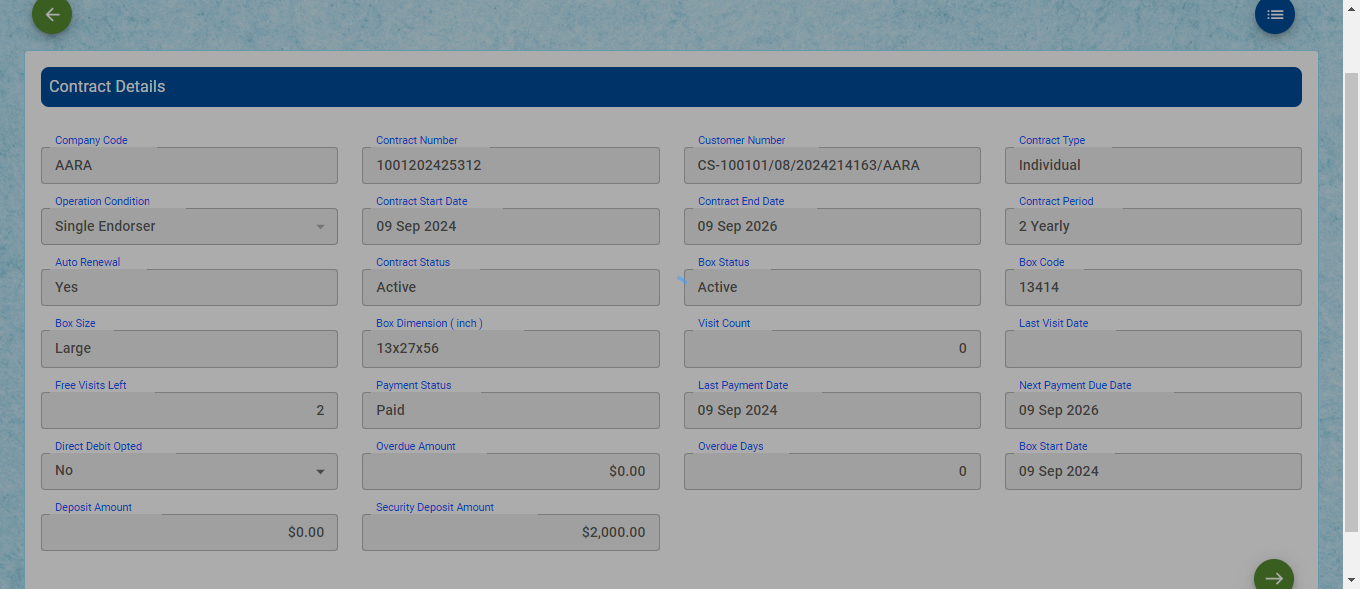 Contract Details
Company Code Contract Number Customer Number Contract Type
AARA 1001202425312 CS-100101/08/2024214163/AARA Individual
Operation Condition Contract Start Date Contract End Date Contract Period
Single Endorser 09 Sep 2024 09 Sep 2026 2 Yearly
Auto Renewal Contract Status Box Status Box Code
Yes Active Active 13414
Box Size Box Dimension ( inch ) Visit Count Last Visit Date
Large 13x27x56 0
Free Visits Left Payment Status Last Payment Date Next Payment Due Date
2 Paid 09 Sep 2024 09 Sep 2026
Direct Debit Opted Overdue Amount Overdue Days Box Start Date
No $0.00 0 09 Sep 2024
Deposit Amount Security Deposit Amount
$0.00 $2,000.00